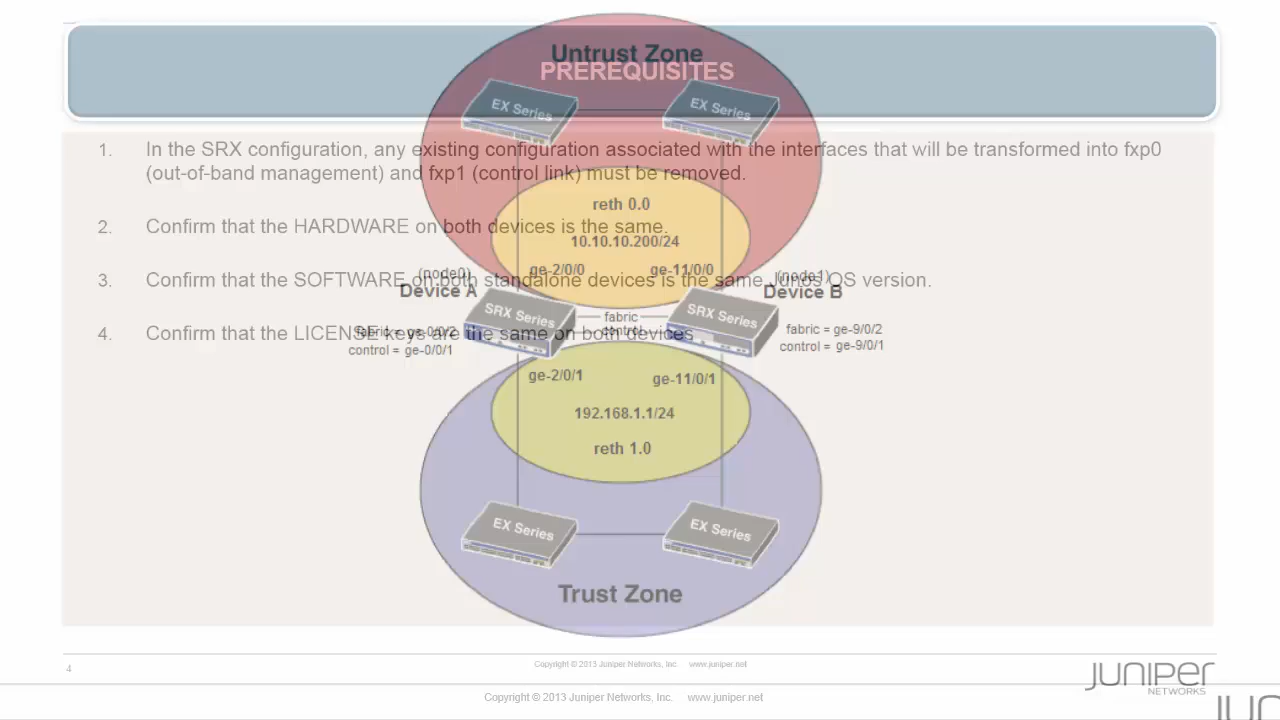 Untrust Zone
PREREQUISITES
EX Series
EX Series
1. In the SRX configuration, any existing configuration associated with the interfaces that will be transformed into fxp0
(out-of-band management) and fxp1 (control link) must be removed.
reth 0.0
2. Confirm that the HARDWARE on both devices is the same.
10.10.10.200/24
ge-2/0/0
ge-11/0/0
3. Confirm that the SOFTWARE on both standalone devices is the same Junos OS version.
(node0)
Device A
(node1)
Device B
SRX Series
SRX Series
fabric
control
4. Confirm that the LICENSE keys are the same on both devices
fabric = ge-0/0/2
control = ge-0/0/1
fabric = ge-9/0/2
control = ge-9/0/1
ge-2/0/1
ge-11/0/1
192.168.1.1/24
reth 1.0
EX Series
EX Series
Trust Zone
4
Copyright © 2013 Juniper Networks, Inc. www.juniper.net
JUNIPER
NETWORKS
Copyright © 2013 Juniper Networks, Inc. www.juniper.net